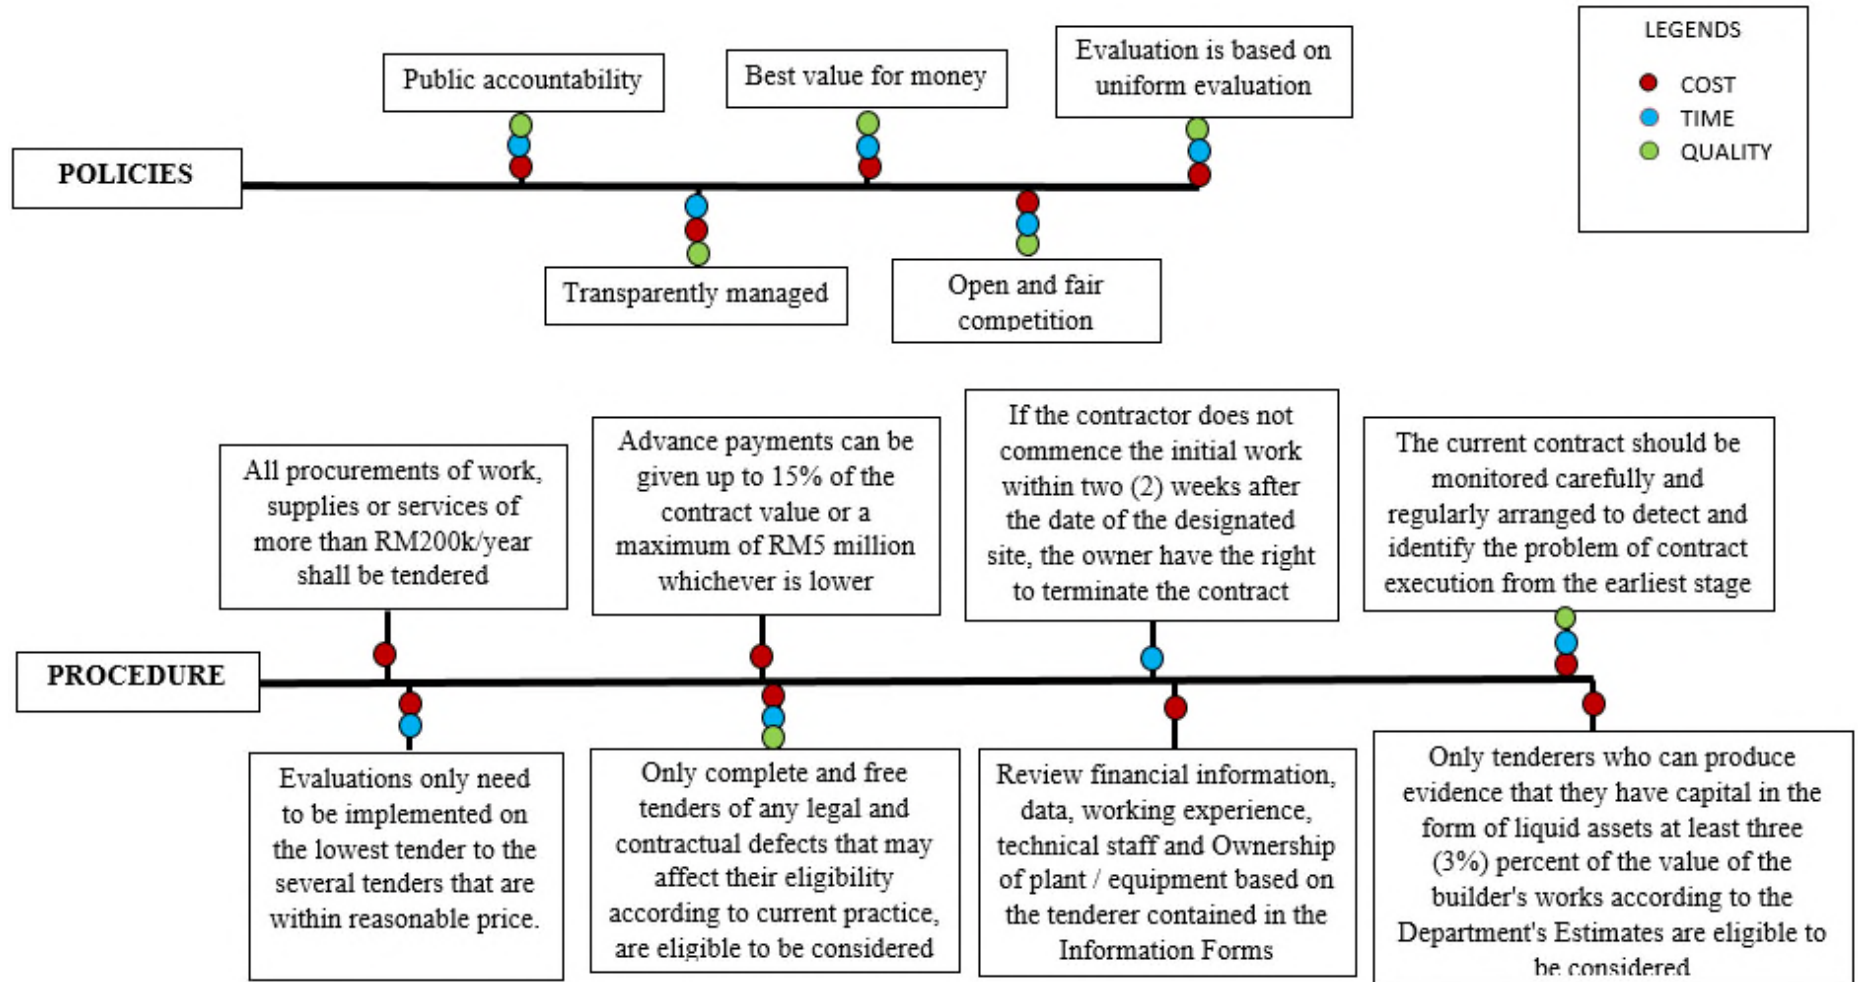 LEGENDS
COST
TIME
QUALITY
POLICIES
Public accountability
Best value for money
Evaluation is based on
uniform evaluation
Transparently managed
Open and fair
competition
PROCEDURE
All procurements of work,
supplies or services of
more than RM200k/year
shall be tendered
Advance payments can be
given up to 15% of the
contract value or a
maximum of RM5 million
whichever is lower
If the contractor does not
commence the initial work
within two (2) weeks after
the date of the designated
site, the owner have the right
to terminate the contract
The current contract should be
monitored carefully and
regularly arranged to detect and
identify the problem of contract
execution from the earliest stage
Evaluations only need
to be implemented on
the lowest tender to the
several tenders that are
within reasonable price.
Only complete and free
tenders of any legal and
contractual defects that may
affect their eligibility
according to current practice,
are eligible to be considered
Review financial information,
data, working experience,
technical staff and Ownership
of plant / equipment based on
the tenderer contained in the
Information Forms
Only tenderers who can produce
evidence that they have capital in the
form of liquid assets at least three
(3%) percent of the value of the
builder's works according to the
Department's Estimates are eligible to
be considered